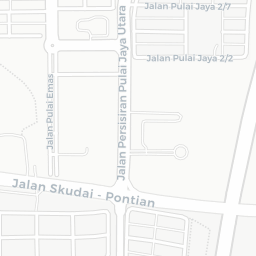 Jalan Pulai Jaya 2/7
Jalan Pulai Jaya 2/2
Jalan Persisiran Pulai Jaya Utara
Jalan Pulai Emas
Jalan Skudai - Pontian